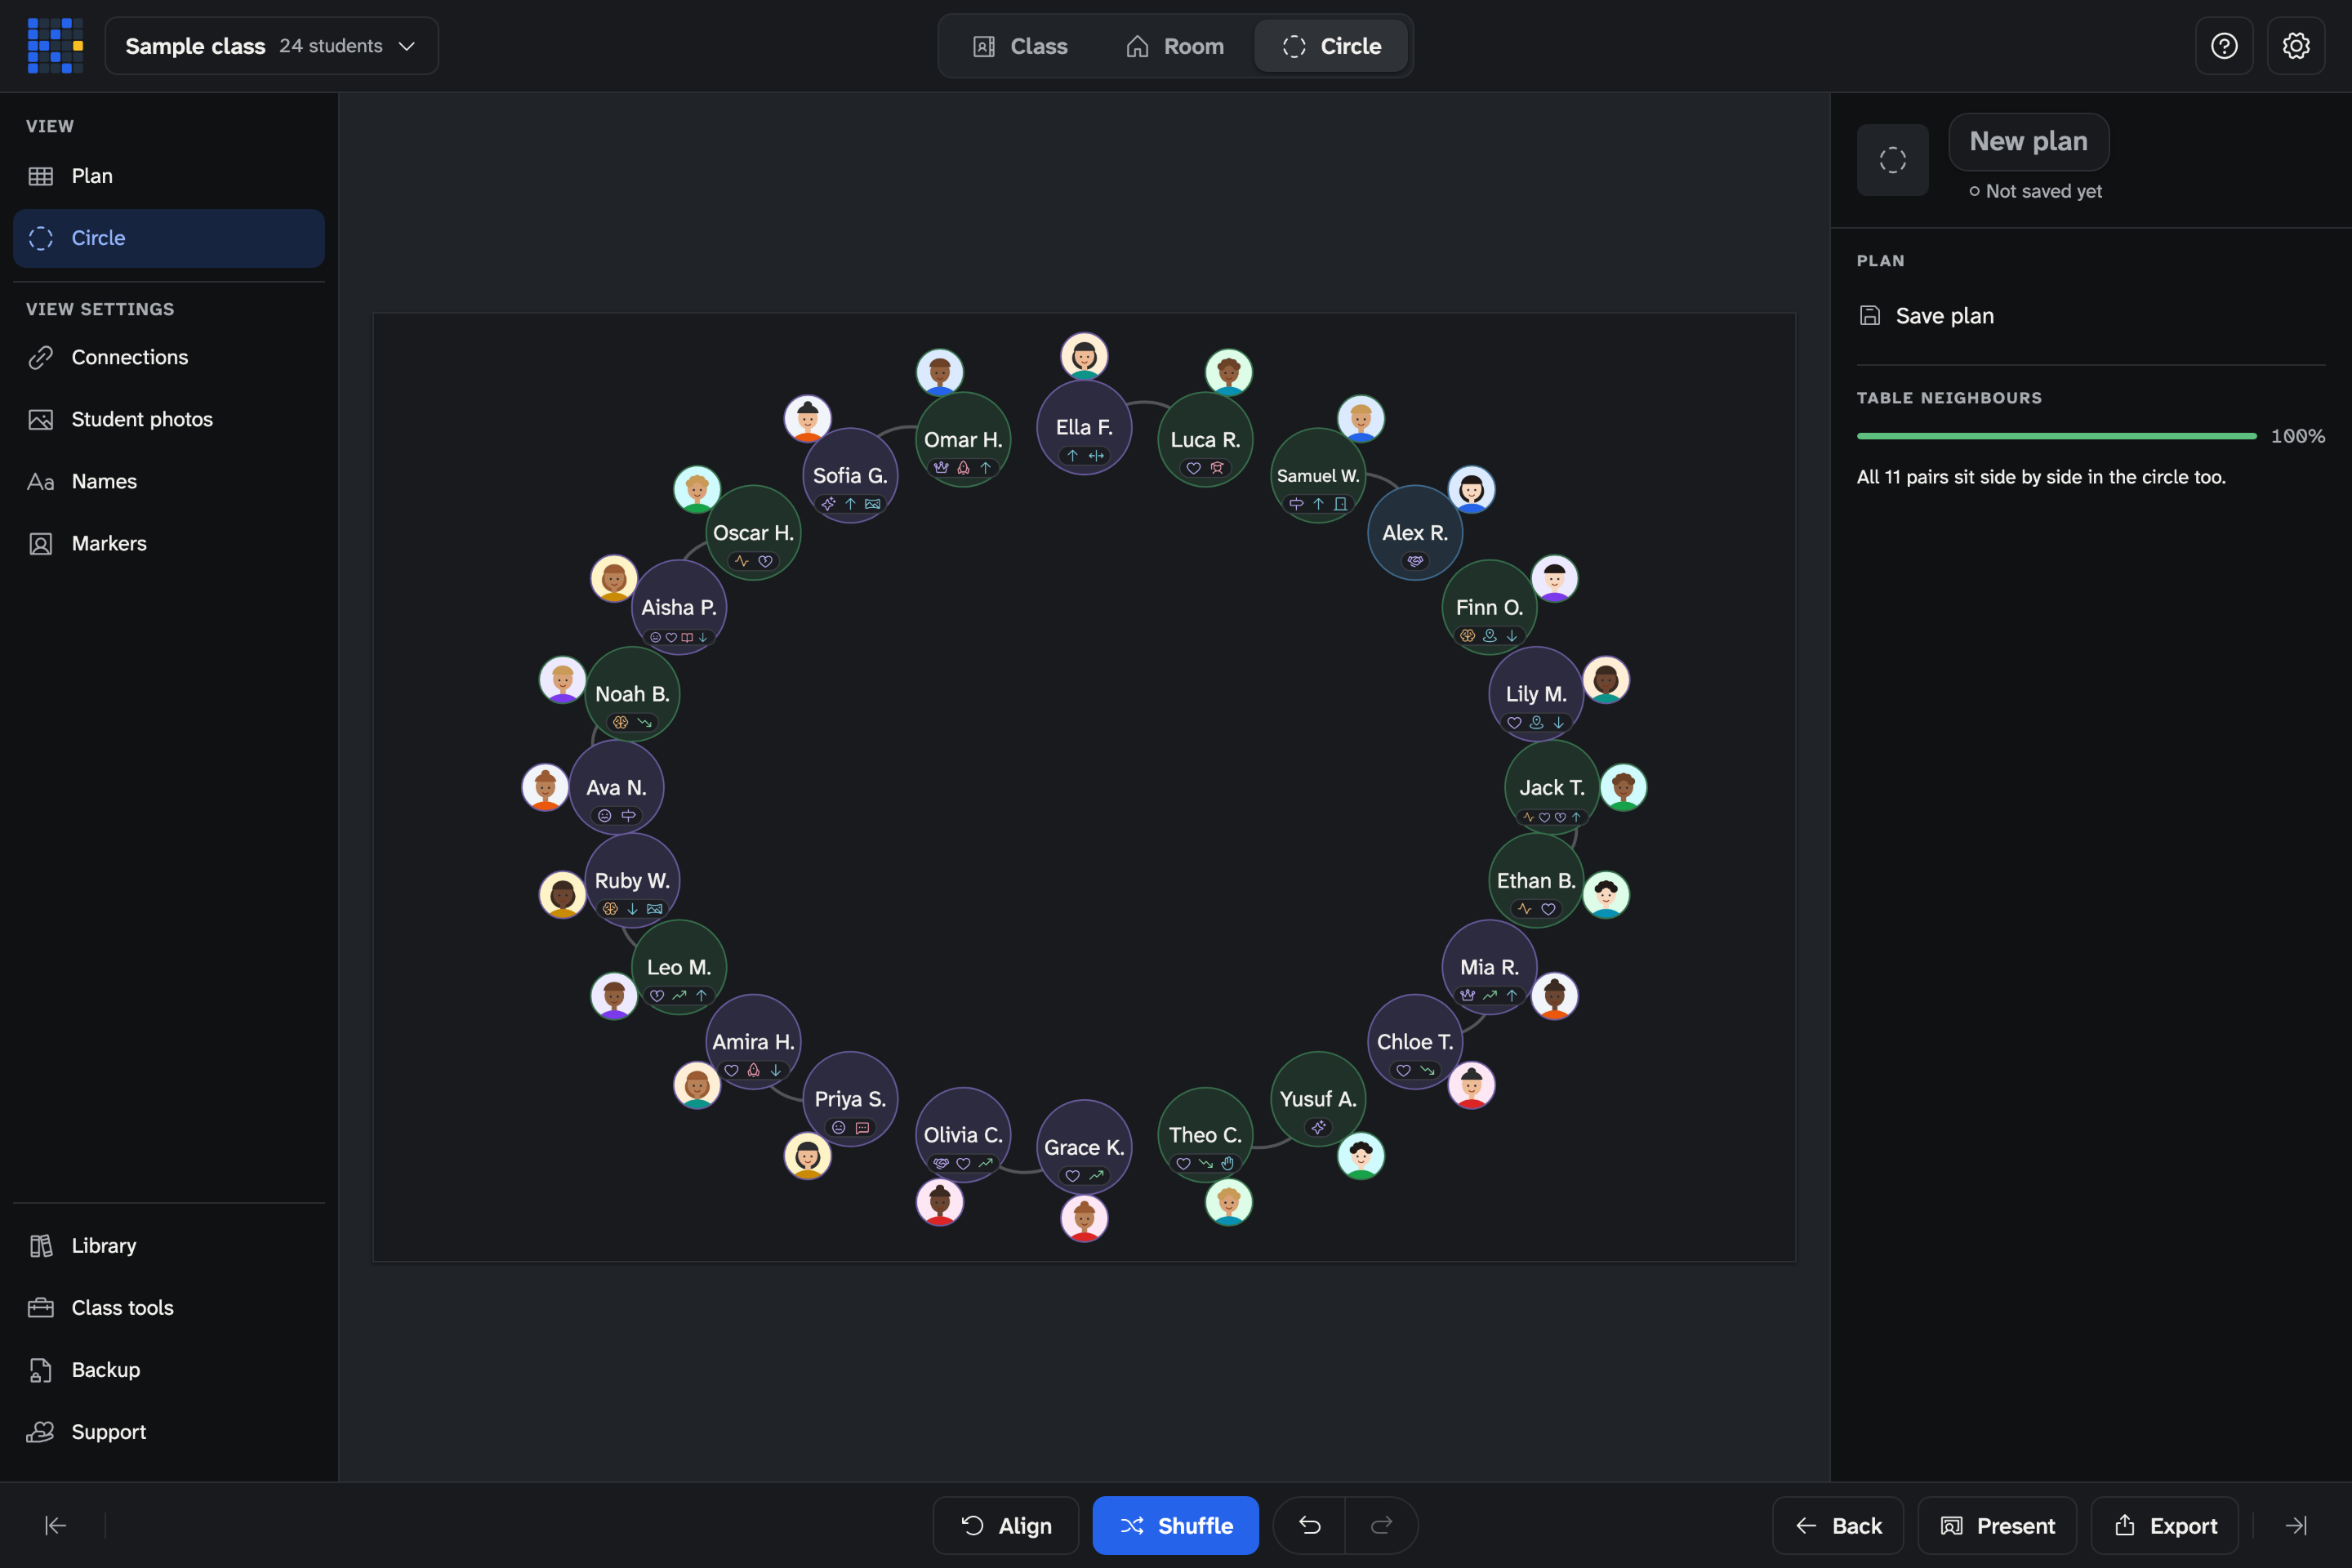 Sample class 24 students
Class
Room
Circle
VIEW
Plan
Circle
VIEW SETTINGS
Connections
Student photos
Names
Markers
Library
Class tools
Backup
Support
Ella F.
Luca R.
Samuel W.
Alex R.
Finn O.
Lily M.
Jack T.
Ethan B.
Mia R.
Chloe T.
Yusuf A.
Theo C.
Grace K.
Olivia C.
Priya S.
Amira H.
Leo M.
Ruby W.
Ava N.
Noah B.
Aisha P.
Oscar H.
Sofia G.
Omar H.
New plan
Not saved yet
PLAN
Save plan
TABLE NEIGHBOURS
100%
All 11 pairs sit side by side in the circle too.
Align
Shuffle
Back
Present
Export